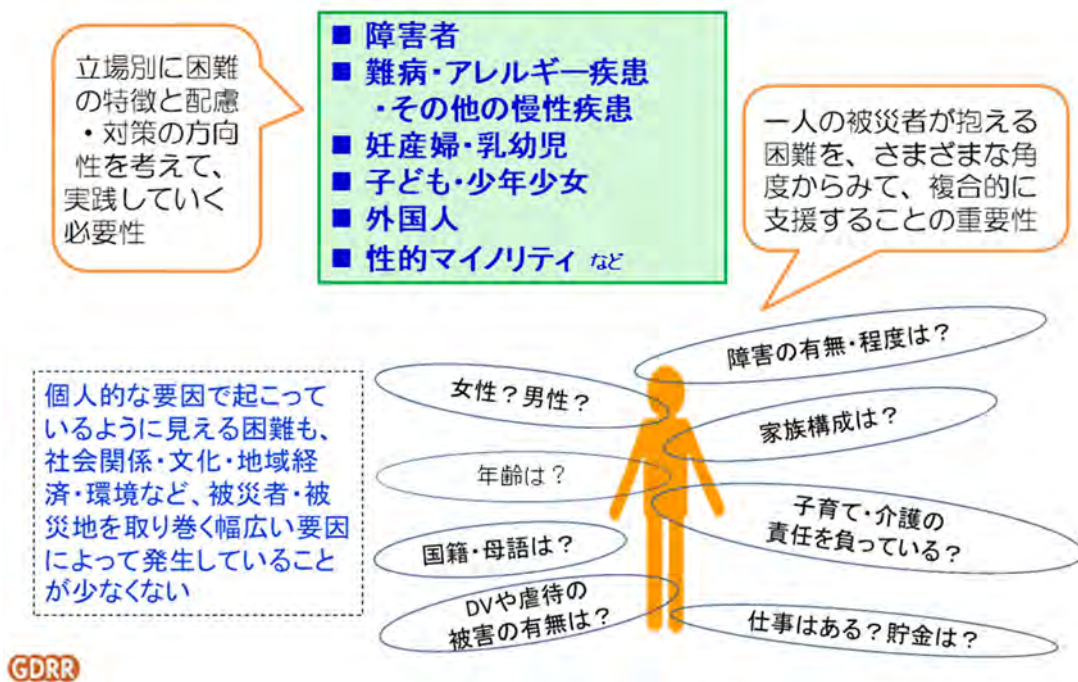 立場別に困難
の特徴と配慮
・対策の方向
性を考えて、
実践していく
必要性
■ 障害者
■ 難病・アレルギー疾患
・その他の慢性疾患
■ 妊産婦・乳幼児
■ 子ども・少年少女
■ 外国人
■ 性的マイノリティ など
一人の被災者が抱える
困難を、さまざまな角
度からみて、複合的に
支援することの重要性
個人的な要因で起こって
いるように見える困難も、
社会関係・文化・地域経
済・環境など、被災者・被
災地を取り巻く幅広い要因
によって発生していること
が少なくない
障害の有無・程度は？
女性？男性？
家族構成は？
年齢は？
子育て・介護の
責任を負っている？
国籍・母語は？
DVや虐待の
被害の有無は？
仕事はある？貯金は？
GDRR